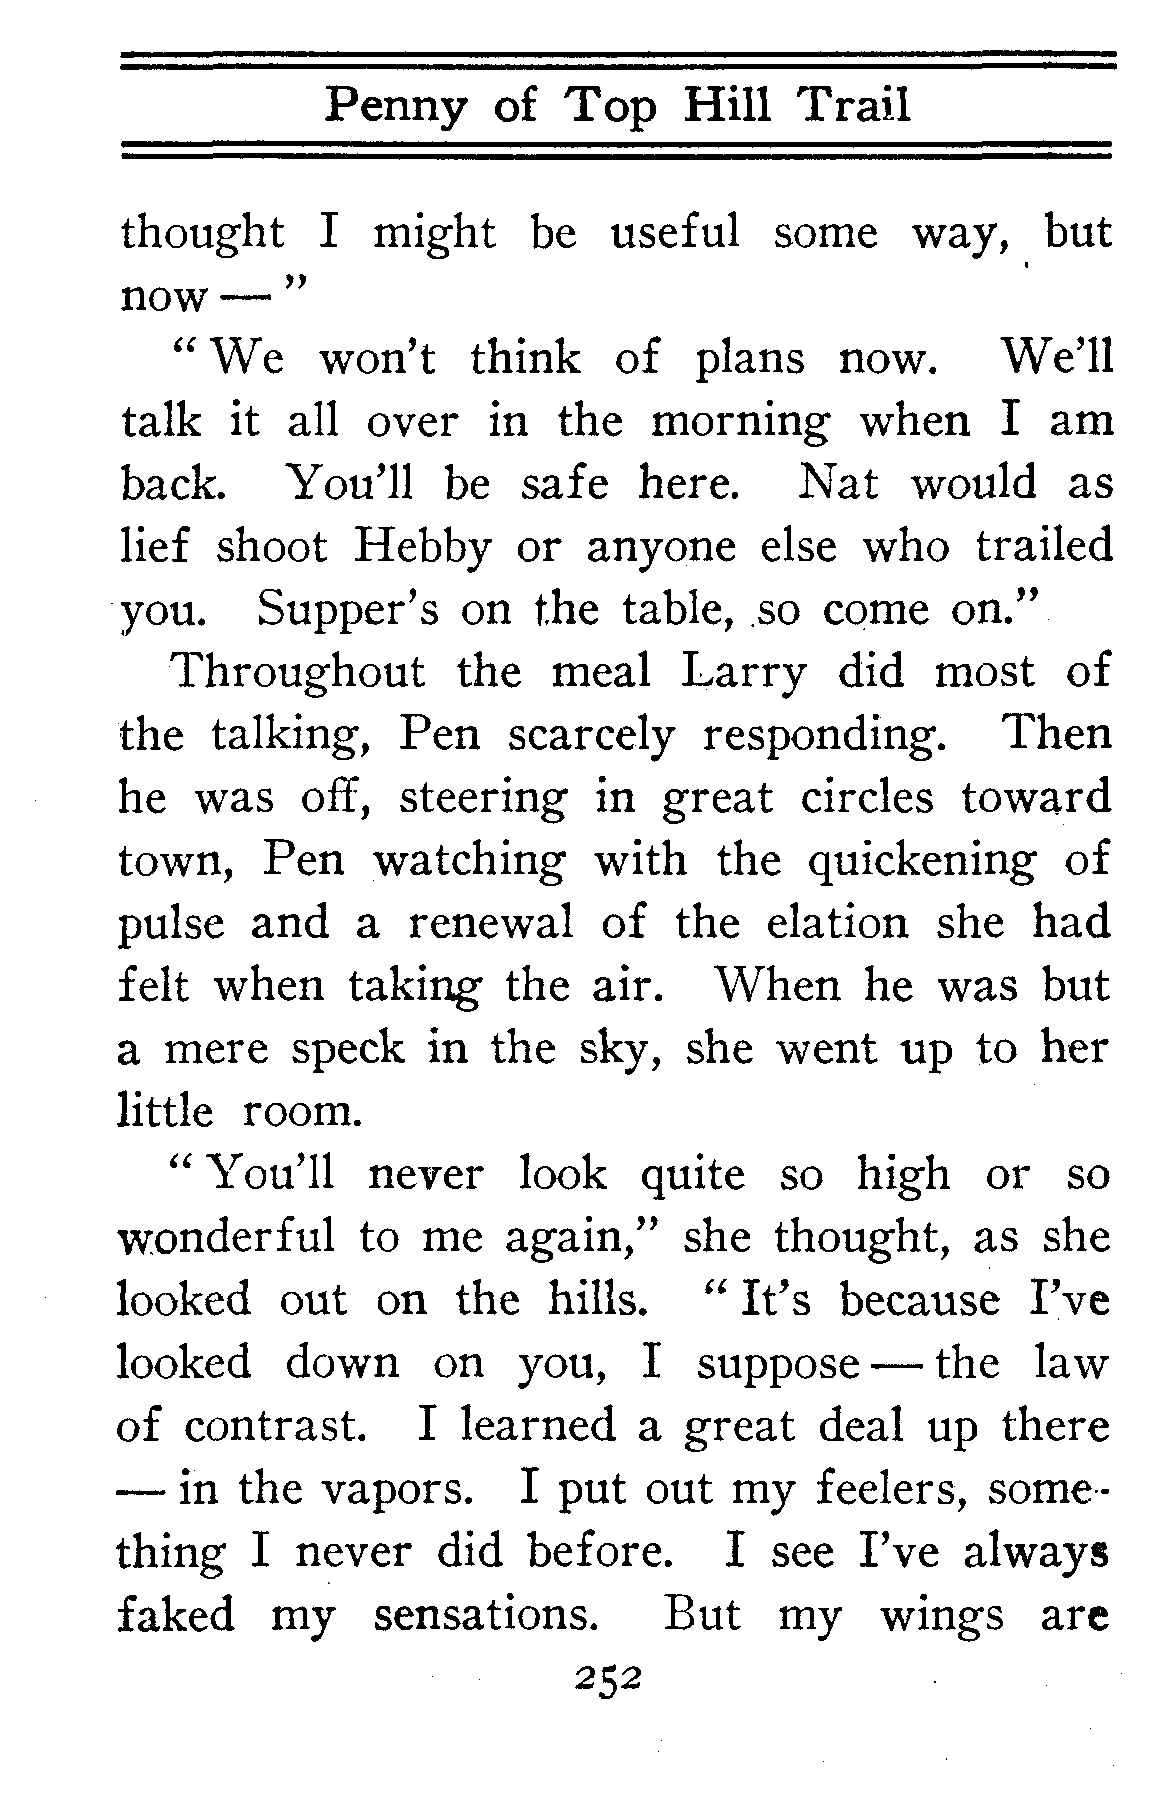 Penny of Top Hill Trail
thought I might be useful some way, but
now — "
" We won't think of plans now. We'll
talk it all over in the morning when I am
back. You'll be safe here. Nat would as
lief shoot Hebby or anyone else who trailed
you. Supper's on the table, so come on."
Throughout the meal Larry did most of
the talking, Pen scarcely responding. Then
he was off, steering in great circles toward
town, Pen watching with the quickening of
pulse and a renewal of the elation she had
felt when taking the air. When he was but
a mere speck in the sky, she went up to her
little room.
" You'll never look quite so high or so
wonderful to me again," she thought, as she
looked out on the hills. " It's because I've
looked down on you, I suppose — the law
of contrast. I learned a great deal up there
— in the vapors. I put out my feelers, some-
thing I never did before. I see I've always
faked my sensations. But my wings are
252